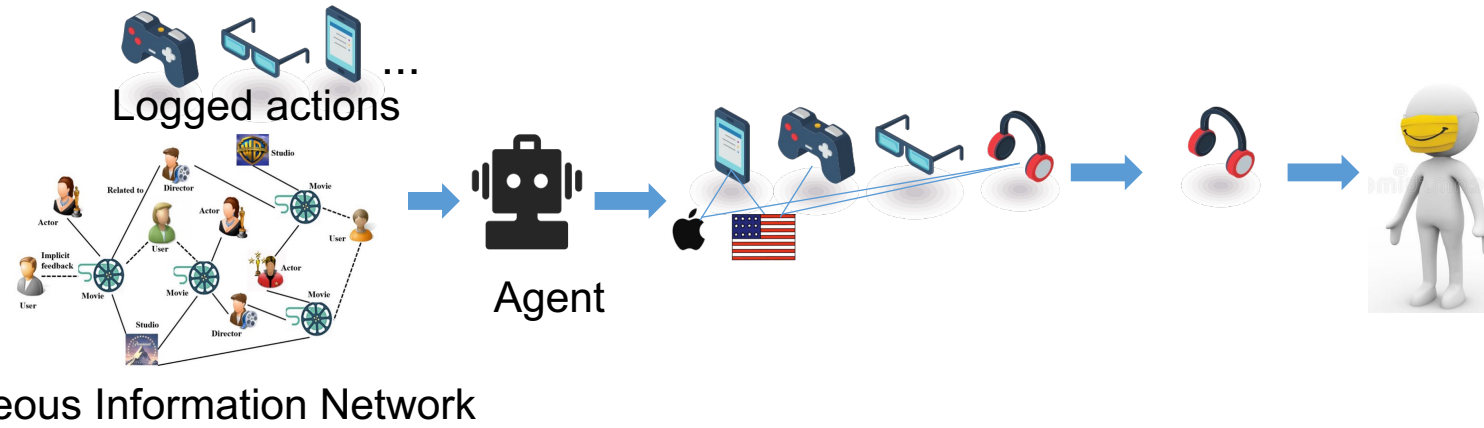 ...
Logged actions
Studio
Related to
Director
Movie
Actor
Actor
User
User
Implicit
feedback
Actor
User
Movie
Movie
Movie
Studio
Director
Agent
eous Information Network